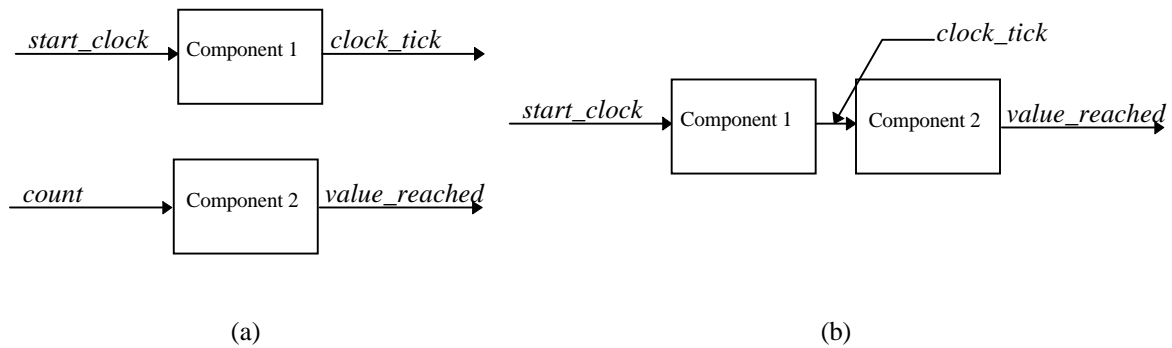 start_clock
Component 1
clock_tick
count
Component 2
value_reached
(a)
clock_tick
start_clock
Component 1
Component 2
value_reached
(b)